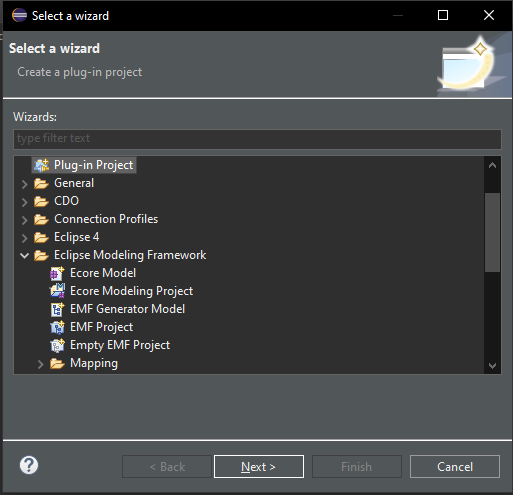 Select a wizard
Select a wizard
Create a plug-in project
Wizards:
type filter text
Plug-in Project
General
CDO
Connection Profiles
Eclipse 4
Eclipse Modeling Framework
Ecore Model
Ecore Modeling Project
EMF Generator Model
EMF Project
Empty EMF Project
Mapping
? < Back Next > Finish Cancel